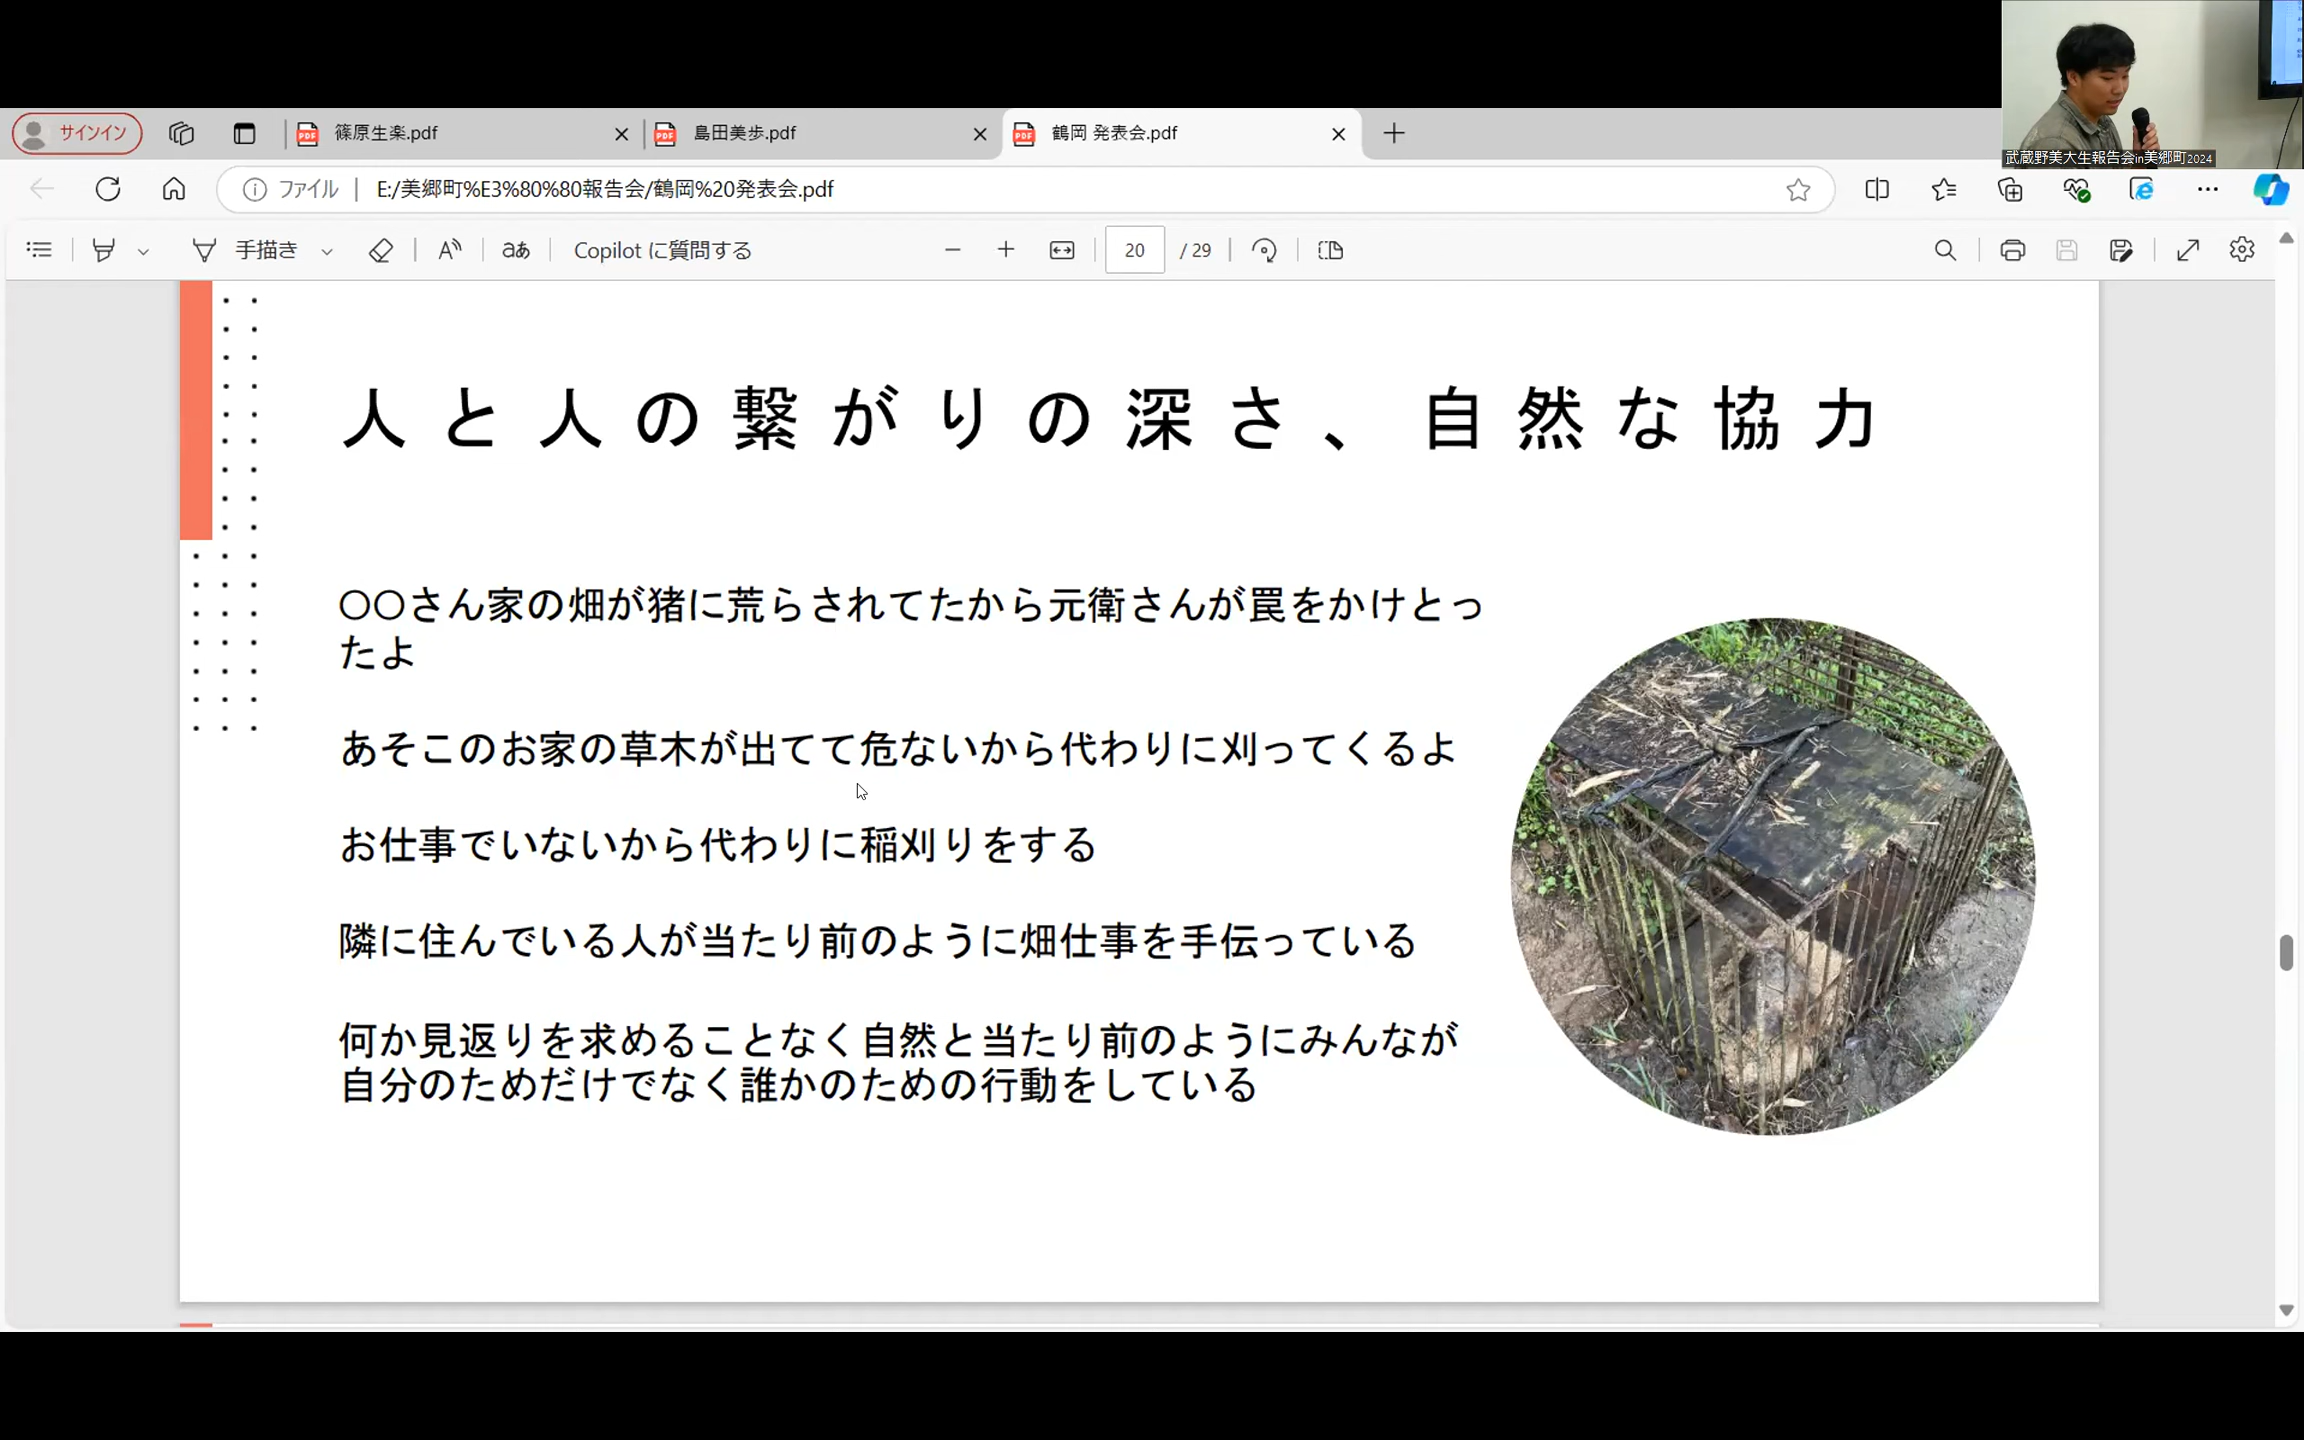 武蔵野美大生報告会in美郷町2024
サインイン
篠原生楽.pdf
島田美歩.pdf
鶴岡 発表会.pdf
ファイル
E:/美郷町%E3%80%80報告会/鶴岡%20発表会.pdf
手描き
aあ
Copilot に質問する
20 / 29
人と人の繋がりの深さ、自然な協力
〇〇さん家の畑が猪に荒らされてたから元衛さんが罠をかけとっ
たよ
あそこのお家の草木が出てて危ないから代わりに刈ってくるよ
お仕事でいないから代わりに稲刈りをする
隣に住んでいる人が当たり前のように畑仕事を手伝っている
何か見返りを求めることなく自然と当たり前のようにみんなが
自分のためだけでなく誰かのための行動をしている